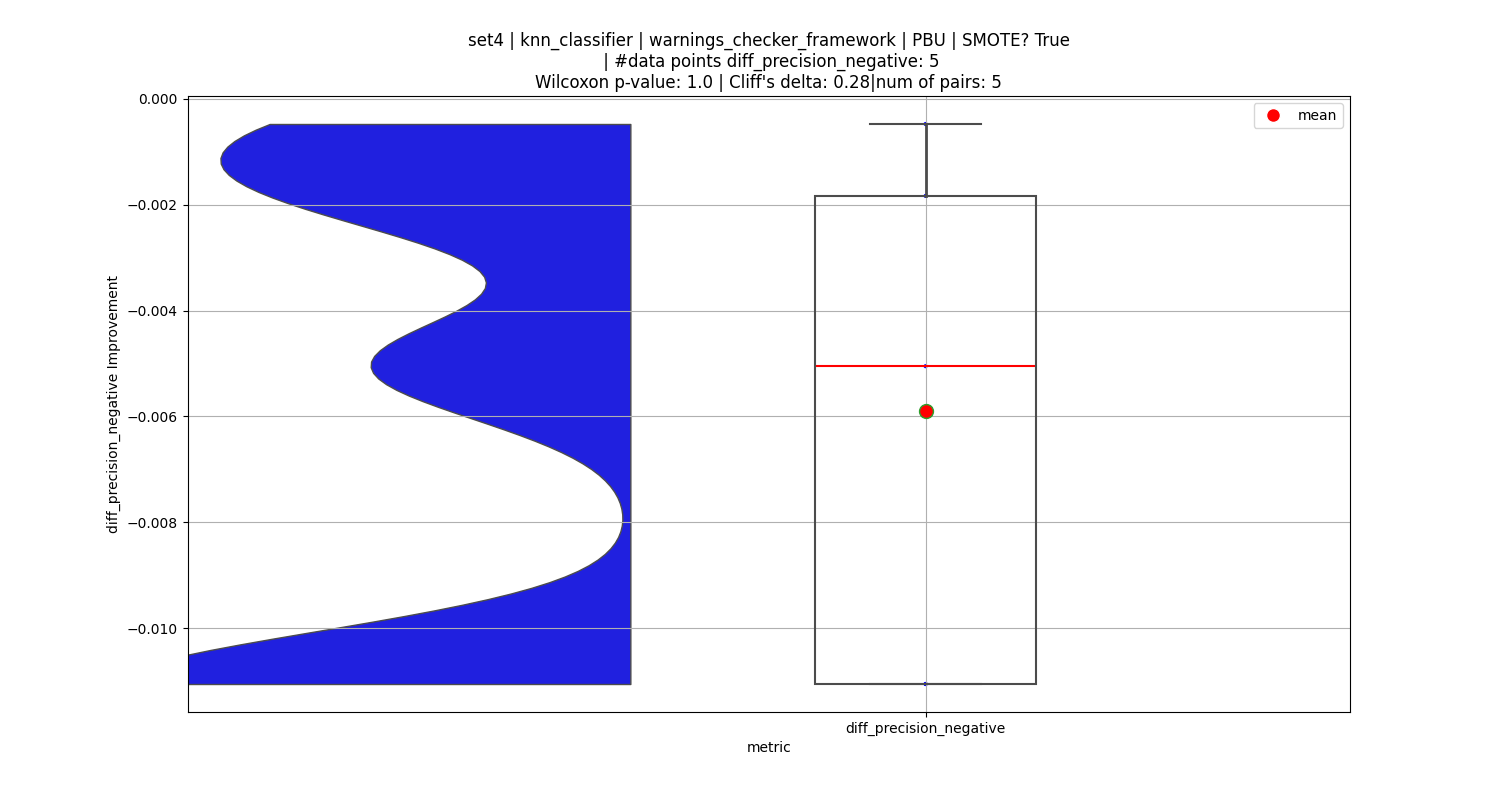 set4 | knn_classifier | warnings_checker_framework | PBU | SMOTE? True
| #data points diff_precision_negative: 5
Wilcoxon p-value: 1.0 | Cliff's delta: 0.28|num of pairs: 5
mean
0.000
−0.002
−0.004
−0.006
−0.008
−0.010
diff_precision_negative Improvement
diff_precision_negative
metric